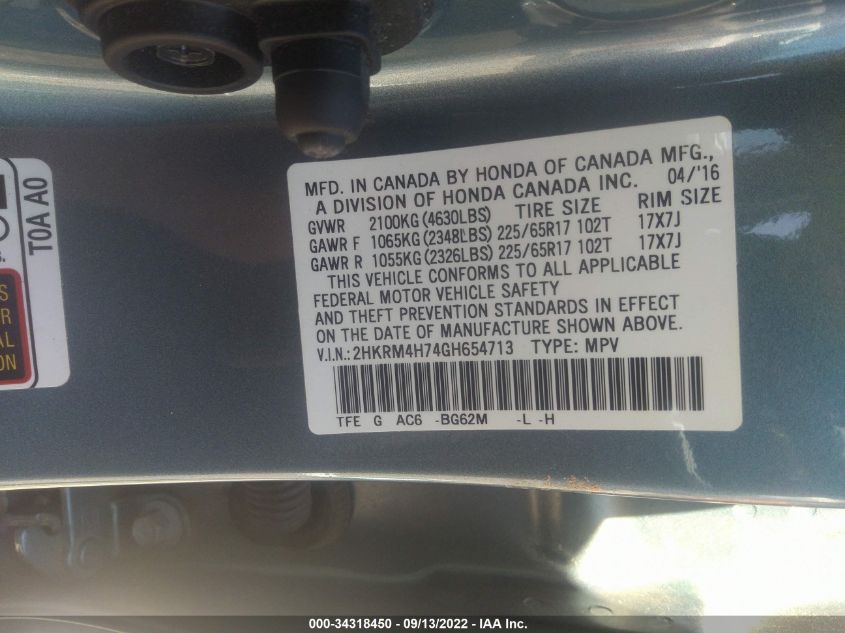 MFD. IN CANADA BY HONDA OF CANADA MFG.,
A DIVISION OF HONDA CANADA INC. 04/'16
GVWR 2100KG(4630LBS) TIRE SIZE RIM SIZE
GAWR F 1065KG(2348LBS) 225/65R17 102T 17X7J
GAWR R 1055KG(2326LBS) 225/65R17 102T 17X7J
THIS VEHICLE CONFORMS TO ALL APPLICABLE
FEDERAL MOTOR VEHICLE SAFETY
AND THEFT PREVENTION STANDARDS IN EFFECT
ON THE DATE OF MANUFACTURE SHOWN ABOVE.
V.I.N.: 2HKRM4H74GH654713 TYPE: MPV
TFE G AC6 -BG62M -L -H
T0A A0
000-34318450 - 09/13/2022 - IAA Inc.